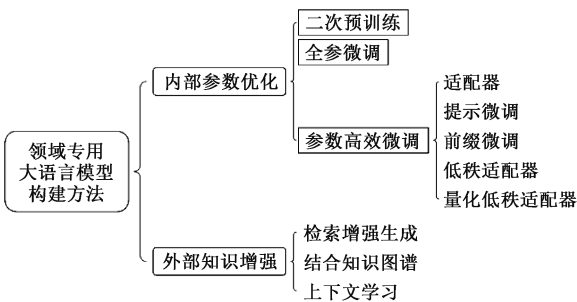 领域专用
大语言模型
构建方法
内部参数优化
二次预训练
全参微调
参数高效微调
适配器
提示微调
前缀微调
低秩适配器
量化低秩适配器
外部知识增强
检索增强生成
结合知识图谱
上下文学习